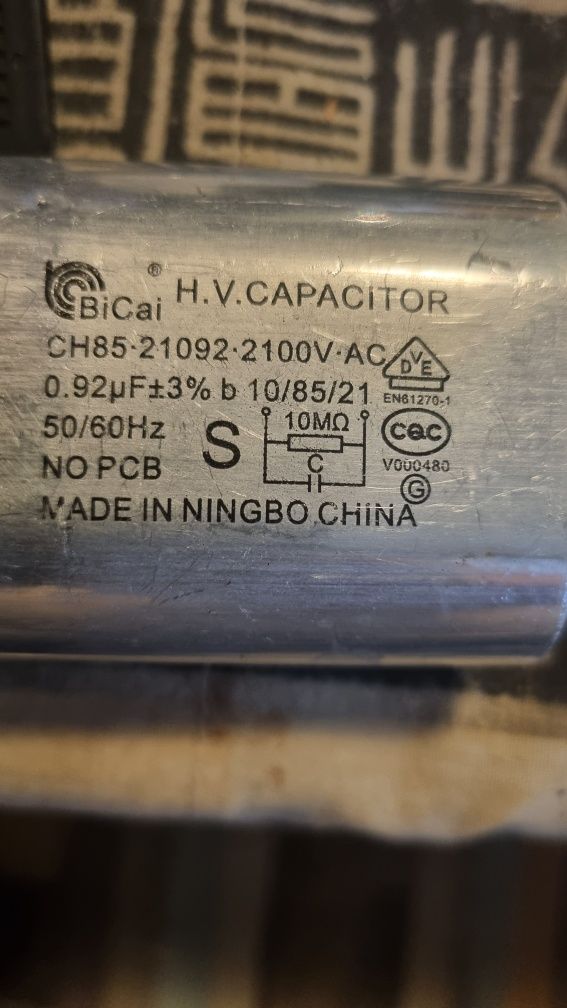 BiCai ® H.V.CAPACITOR
CH85-21092-2100V-AC
DVE
0.92µF±3% b 10/85/21
EN61270-1
50/60Hz
S
10MΩ
C
CQC
NO PCB
V000480
G
MADE IN NINGBO CHINA